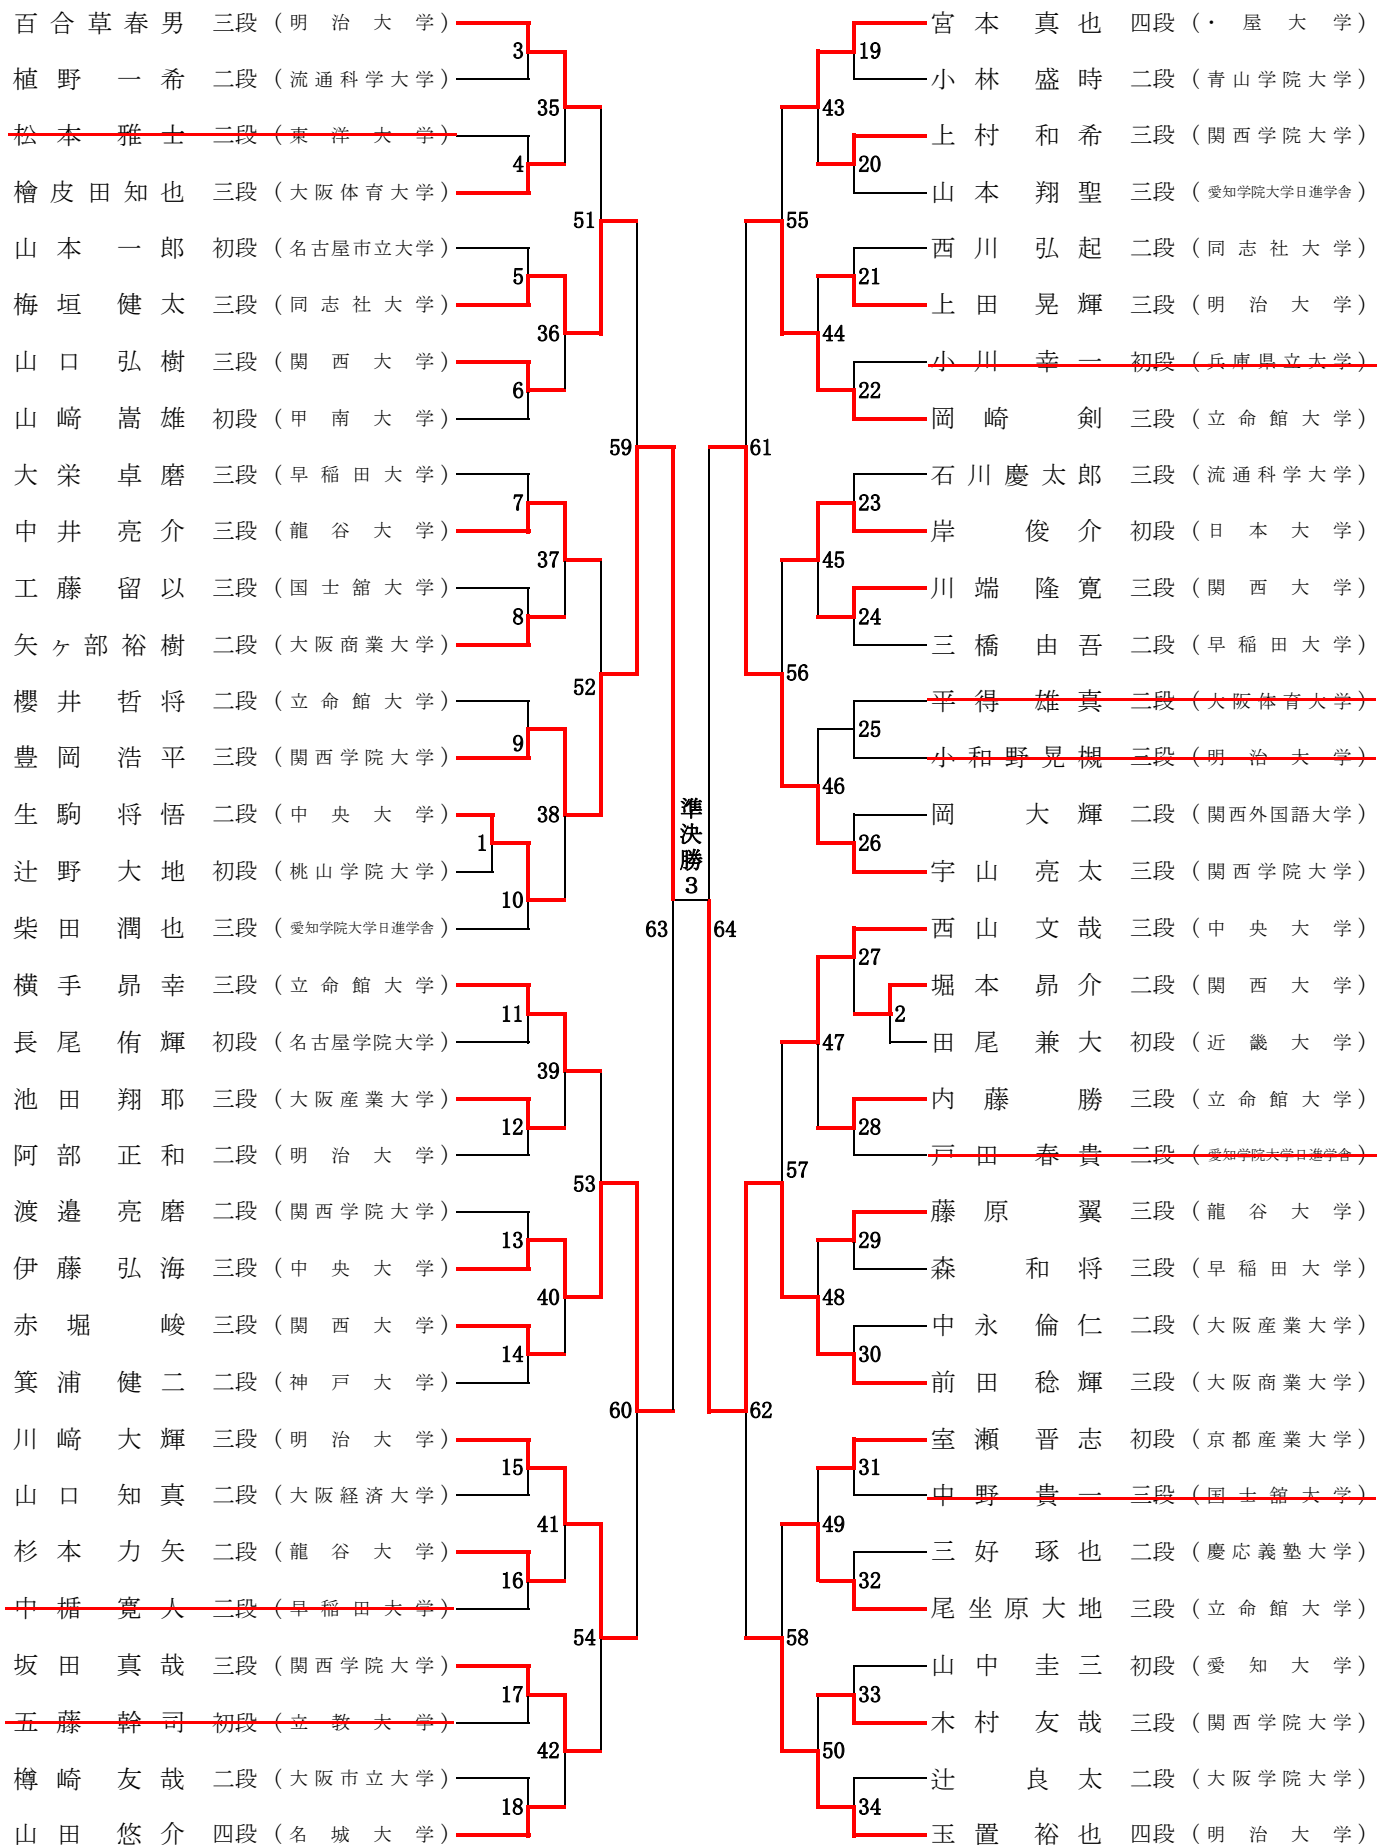 百合草春男 三段 (明治大学)
3
植野一希 二段 (流通科学大学)
35
松本雅士 二段 (東洋大学)
4
檜皮田知也 三段 (大阪体育大学)
51
山本一郎 初段 (名古屋市立大学)
5
梅垣健太 三段 (同志社大学)
36
山口弘樹 三段 (関西大学)
6
山﨑嵩雄 初段 (甲南大学)
59
大栄卓磨 三段 (早稲田大学)
7
中井亮介 三段 (龍谷大学)
37
工藤留以 三段 (国士舘大学)
8
矢ヶ部裕樹 二段 (大阪商業大学)
52
櫻井哲将 二段 (立命館大学)
9
豊岡浩平 三段 (関西学院大学)
生駒将悟 二段 (中央大学)
38
1
辻野大地 初段 (桃山学院大学)
10
柴田潤也 三段 (愛知学院大学日進学舎)
63
横手昴幸 三段 (立命館大学)
11
長尾侑輝 初段 (名古屋学院大学)
39
池田翔耶 三段 (大阪産業大学)
12
阿部正和 二段 (明治大学)
53
渡邉亮磨 二段 (関西学院大学)
13
伊藤弘海 三段 (中央大学)
40
赤堀峻 三段 (関西大学)
14
箕浦健二 二段 (神戸大学)
60
川﨑大輝 三段 (明治大学)
15
山口知真 二段 (大阪経済大学)
41
杉本力矢 二段 (龍谷大学)
16
中楯寛人 三段 (早稲田大学)
54
坂田真哉 三段 (関西学院大学)
17
五藤幹司 初段 (立教大学)
42
樽崎友哉 二段 (大阪市立大学)
18
山田悠介 四段 (名城大学)
準決勝3
宮本真也 四段 (・屋大学)
19
小林盛時 二段 (青山学院大学)
43
上村和希 三段 (関西学院大学)
20
山本翔聖 三段 (愛知学院大学日進学舎)
55
西川弘起 二段 (同志社大学)
21
上田晃輝 三段 (明治大学)
44
小川幸一 初段 (兵庫県立大学)
22
岡崎剣 三段 (立命館大学)
61
石川慶太郎 三段 (流通科学大学)
23
岸俊介 初段 (日本大学)
45
川端隆寛 三段 (関西大学)
24
三橋由吾 二段 (早稲田大学)
56
平得雄真 二段 (大阪体育大学)
25
小和野晃槻 三段 (明治大学)
46
岡大輝 二段 (関西外国語大学)
26
宇山亮太 三段 (関西学院大学)
64
西山文哉 三段 (中央大学)
27
堀本昴介 二段 (関西大学)
2
田尾兼大 初段 (近畿大学)
47
内藤勝 三段 (立命館大学)
28
戸田春貴 二段 (愛知学院大学日進学舎)
57
藤原翼 三段 (龍谷大学)
29
森和将 三段 (早稲田大学)
48
中永倫仁 二段 (大阪産業大学)
30
前田稔輝 三段 (大阪商業大学)
62
室瀬晋志 初段 (京都産業大学)
31
中野貴一 三段 (国士舘大学)
49
三好琢也 二段 (慶応義塾大学)
32
尾坐原大地 三段 (立命館大学)
58
山中圭三 初段 (愛知大学)
33
木村友哉 三段 (関西学院大学)
50
辻良太 二段 (大阪学院大学)
34
玉置裕也 四段 (明治大学)